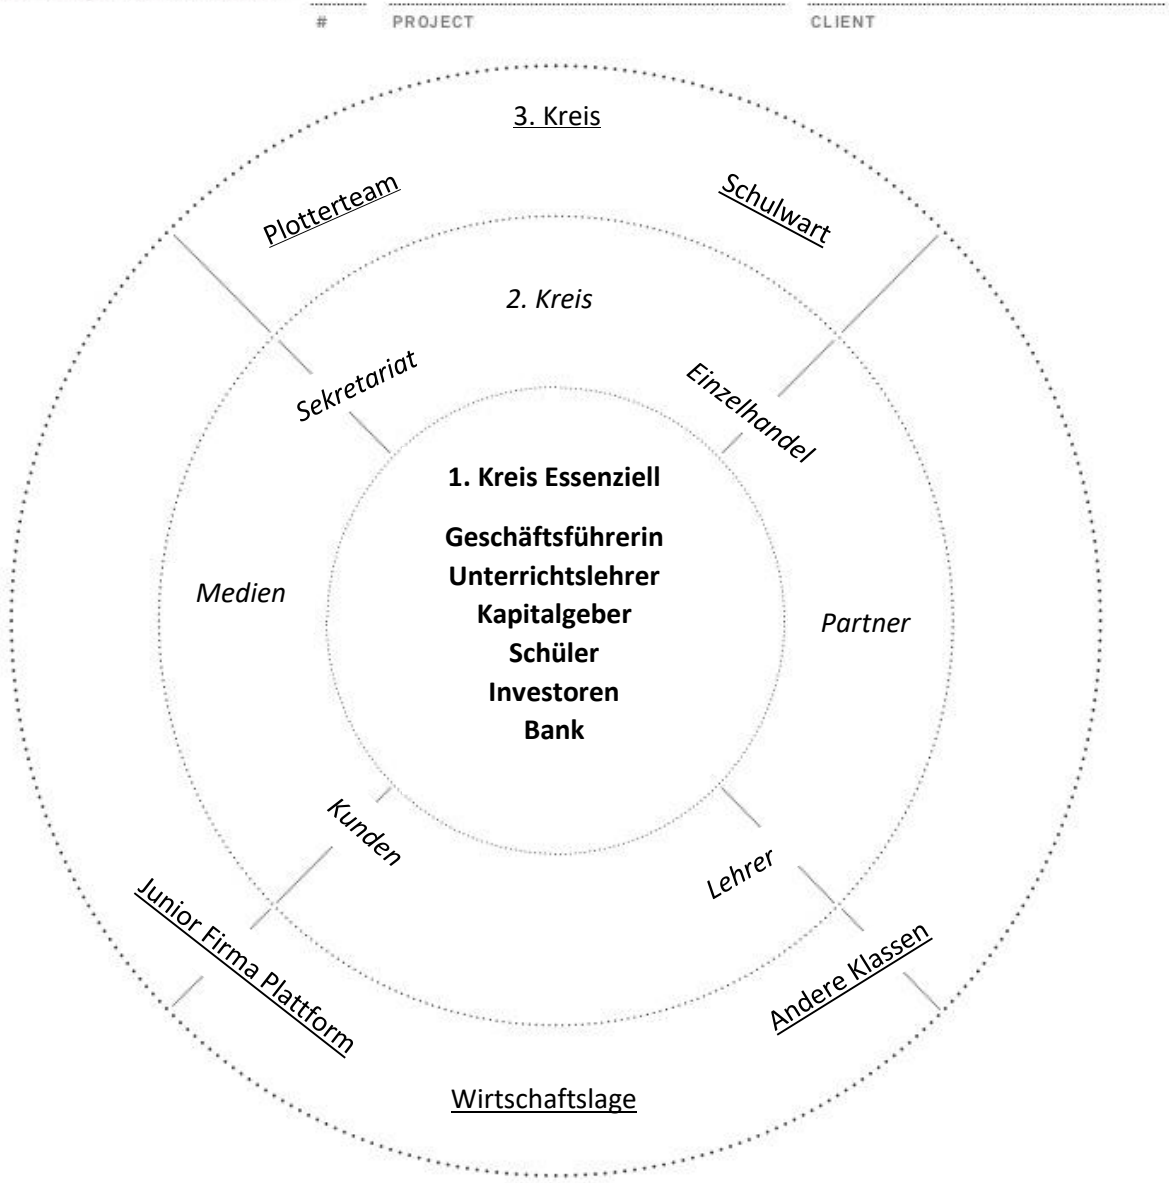 #
PROJECT
CLIENT
3. Kreis
Plotterteam
Schulwart
2. Kreis
Sekretariat
Einzelhandel
1. Kreis Essenziell
Geschäftsführerin
Unterrichtslehrer
Kapitalgeber
Schüler
Investoren
Bank
Medien
Partner
Kunden
Lehrer
Junior Firma Plattform
Andere Klassen
Wirtschaftslage